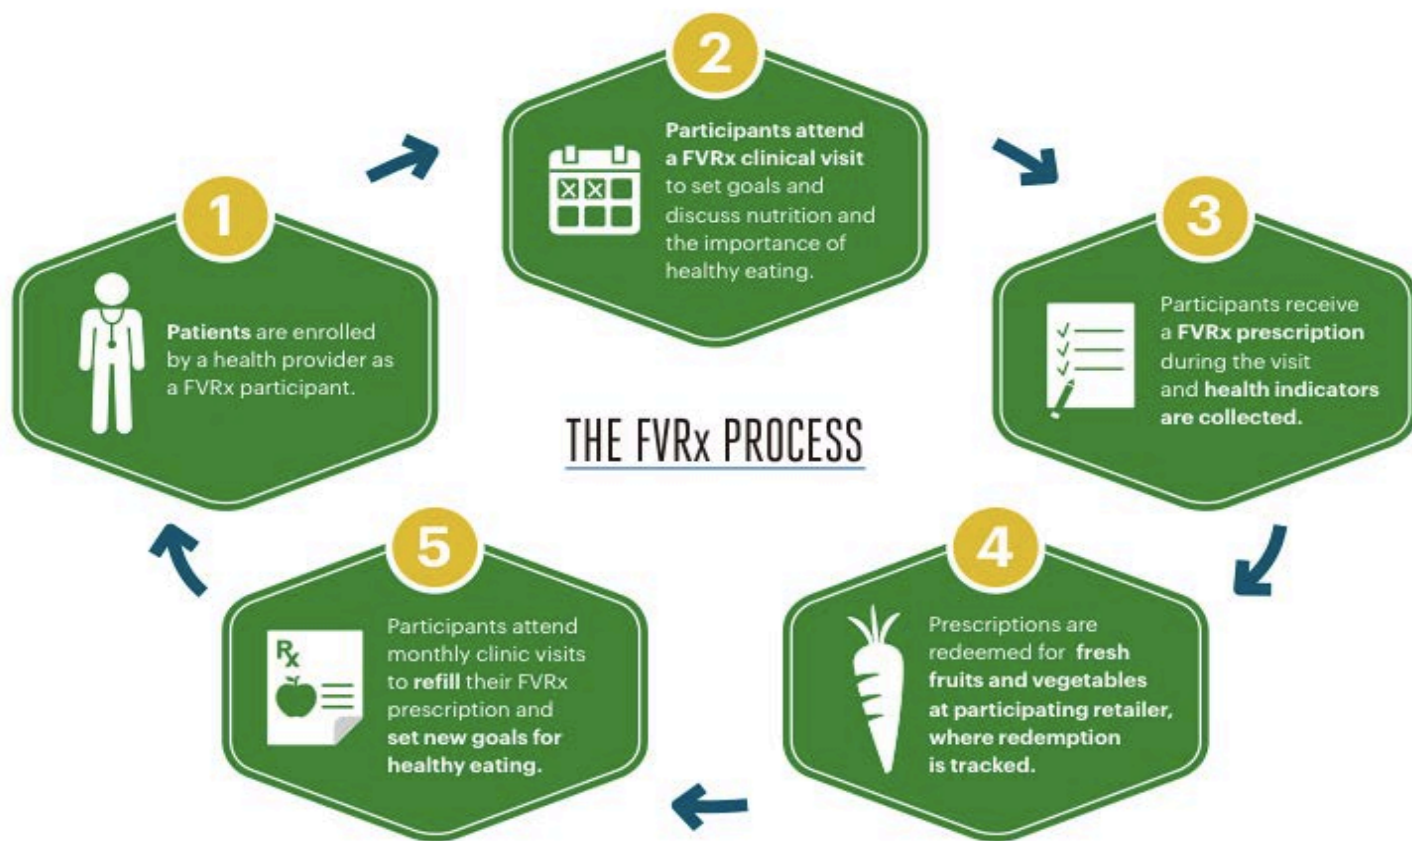 1
Patients are enrolled
by a health provider as
a FVRx participant.
2
Participants attend
a FVRx clinical visit
to set goals and
discuss nutrition and
the importance of
healthy eating.
3
Participants receive
a FVRx prescription
during the visit
and health indicators
are collected.
THE FVRx PROCESS
4
Prescriptions are
redeemed for fresh
fruits and vegetables
at participating retailer,
where redemption
is tracked.
5
Rx
Participants attend
monthly clinic visits
to refill their FVRx
prescription and
set new goals for
healthy eating.